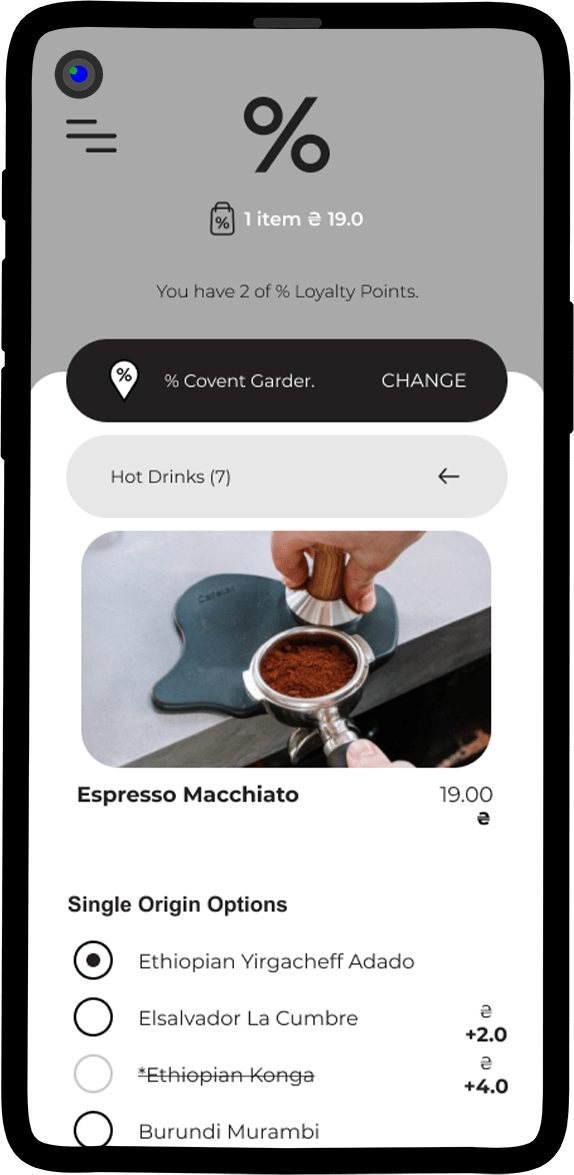 %
% 1 item ₴ 19.0
You have 2 of % Loyalty Points.
% % Covent Garder. CHANGE
Hot Drinks (7) ←
Espresso Macchiato 19.00
₴
Single Origin Options
Ethiopian Yirgacheff Adado
Elsalvador La Cumbre ₴ +2.0
*Ethiopian Konga ₴ +4.0
Burundi Murambi